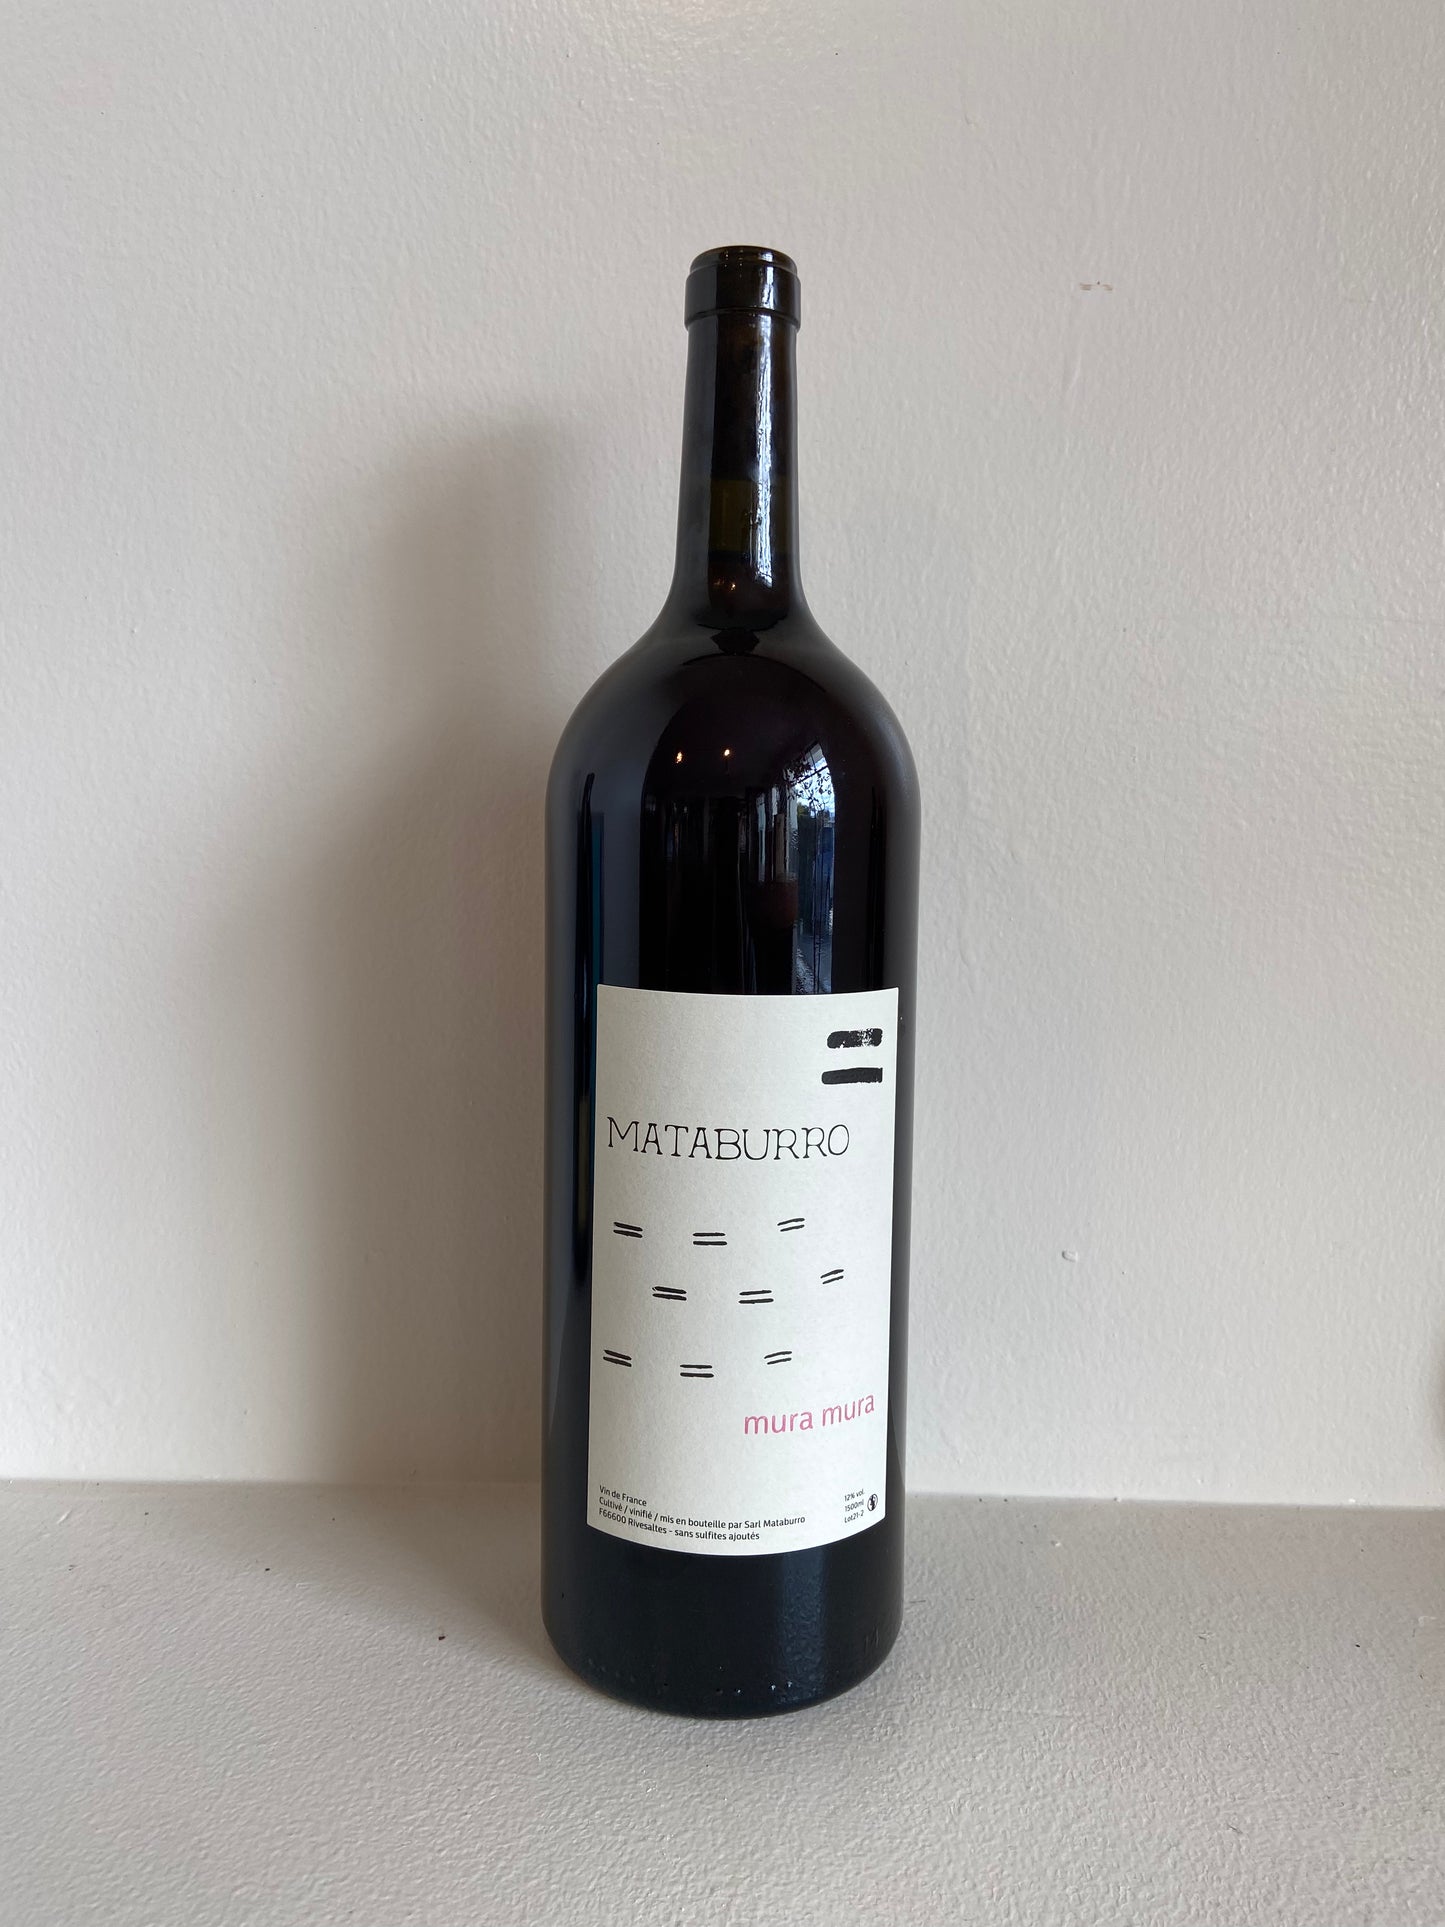 MATABURRO
mura mura
Vin de France
Cultivé / vinifié / mis en bouteille par Sarl Mataburro
F66600 Rivesaltes - sans sulfites ajoutés
12% vol.
1500ml
Lot21-2